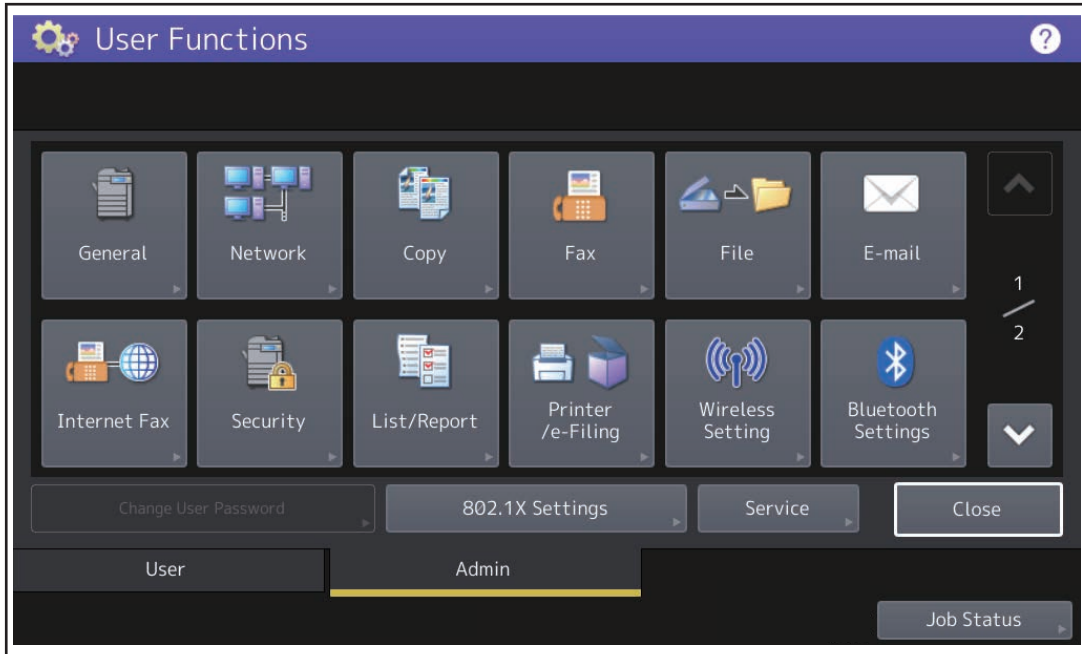 User Functions
?
General
Network
Copy
Fax
File
E-mail
1
2
Internet Fax
Security
List/Report
Printer
/e-Filing
Wireless
Setting
Bluetooth
Settings
Change User Password
802.1X Settings
Service
Close
User
Admin
Job Status